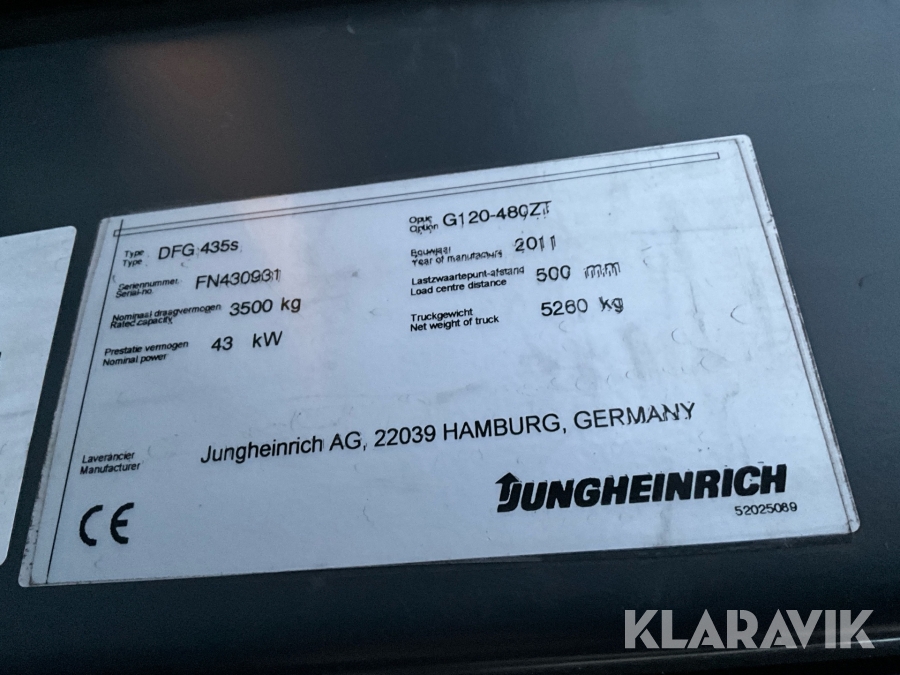 Type
Type
DFG 435s
Optie
Option
G120-480ZT
Serienummer
Serial-no.
FN430931
Bouwjaar
Year of manufacture
2011
Nominaal draagvermogen
Rated capacity
3500 kg
Lastzwaartepunt-afstand
Load centre distance
500 mm
Prestatie vermogen
Nominal power
43 kW
Truckgewicht
Net weight of truck
5260 kg
Leverancier
Manufacturer
Jungheinrich AG, 22039 HAMBURG, GERMANY
JUNGHEINRICH
52025089
CE
KLARAVIK